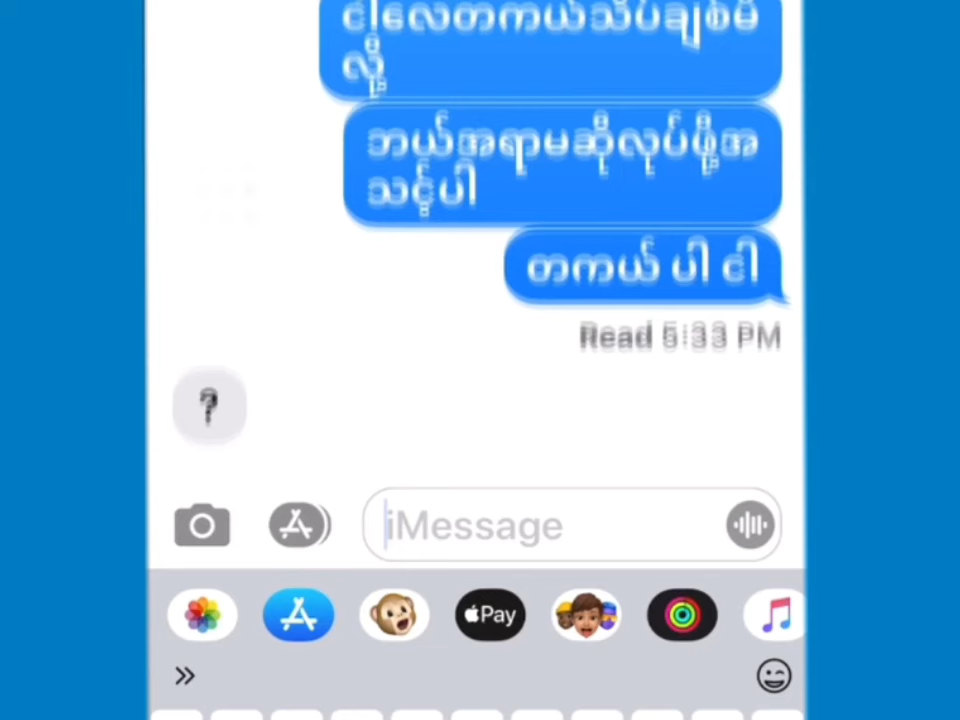 ငါလေတကယ်သိပ်ချစ်မိ
လို့
ဘယ်အရာမဆိုလုပ်ဖို့အ
သင့်ပါ
တကယ် ပါ ငါ
Read 5:33 PM
?
iMessage
Pay